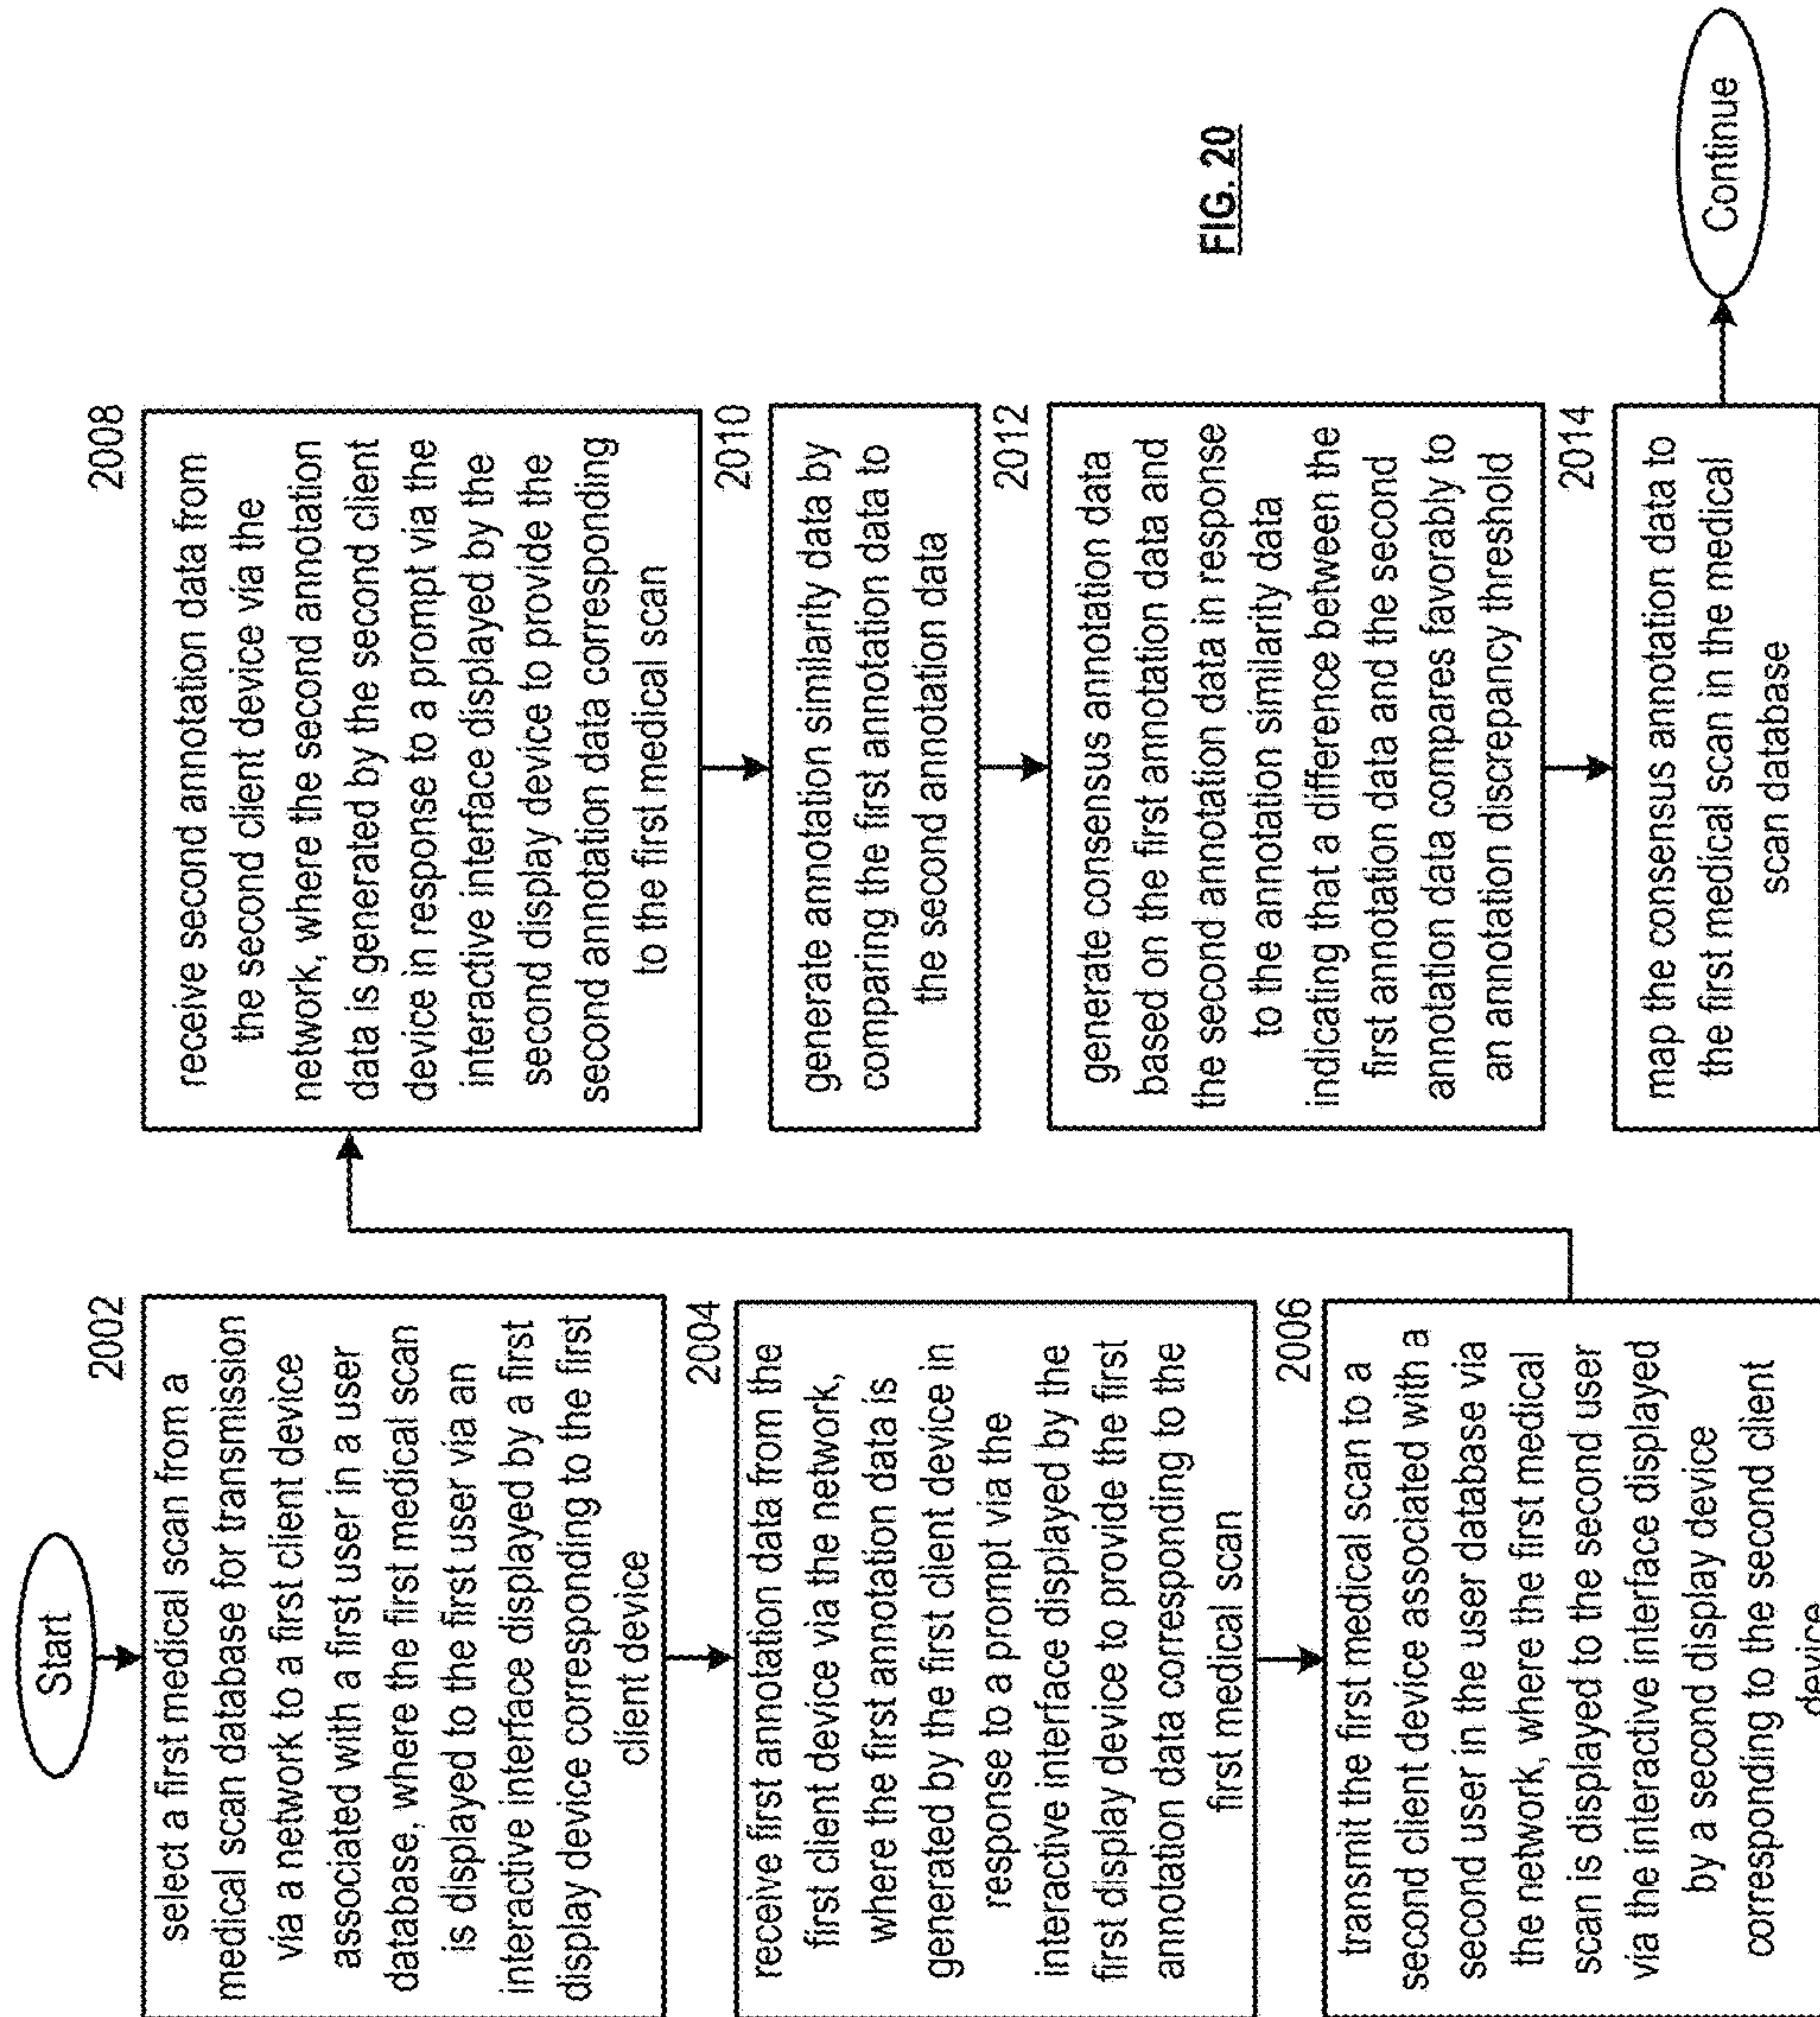 Start
2002
select a first medical scan from a
medical scan database for transmission
via a network to a first client device
associated with a first user in a user
database, where the first medical scan
is displayed to the first user via an
interactive interface displayed by a first
display device corresponding to the first
client device
2004
receive first annotation data from the
first client device via the network,
where the first annotation data is
generated by the first client device in
response to a prompt via the
interactive interface displayed by the
first display device to provide the first
annotation data corresponding to the
first medical scan
2006
transmit the first medical scan to a
second client device associated with a
second user in the user database via
the network, where the first medical
scan is displayed to the second user
via the interactive interface displayed
by a second display device
corresponding to the second client
device
2008
receive second annotation data from
the second client device via the
network, where the second annotation
data is generated by the second client
device in response to a prompt via the
interactive interface displayed by the
second display device to provide the
second annotation data corresponding
to the first medical scan
2010
generate annotation similarity data by
comparing the first annotation data to
the second annotation data
2012
generate consensus annotation data
based on the first annotation data and
the second annotation data in response
to the annotation similarity data
indicating that a difference between the
first annotation data and the second
annotation data compares favorably to
an annotation discrepancy threshold
2014
map the consensus annotation data to
the first medical scan in the medical
scan database
Continue
FIG. 20